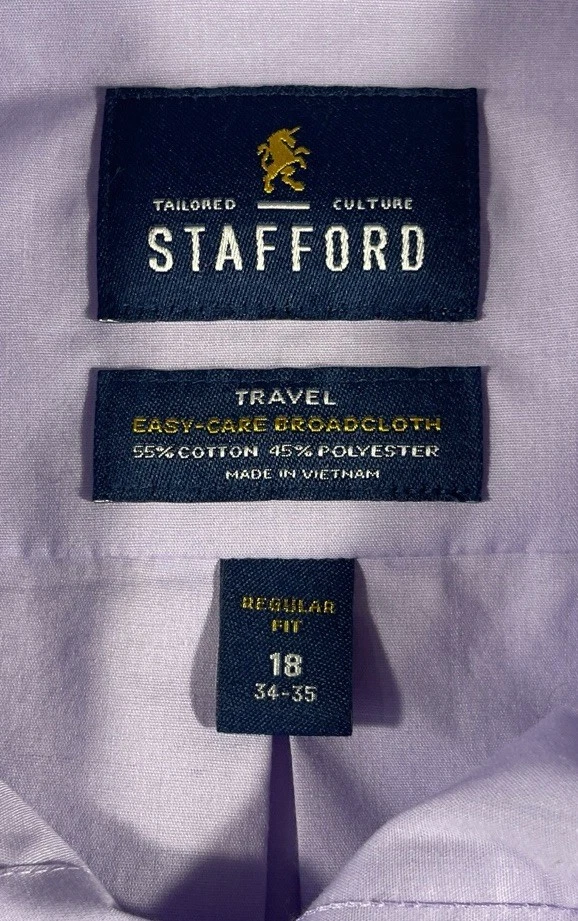 TAILORED CULTURE
STAFFORD
TRAVEL
EASY-CARE BROADCLOTH
55% COTTON 45% POLYESTER
MADE IN VIETNAM
REGULAR
FIT
18
34-35